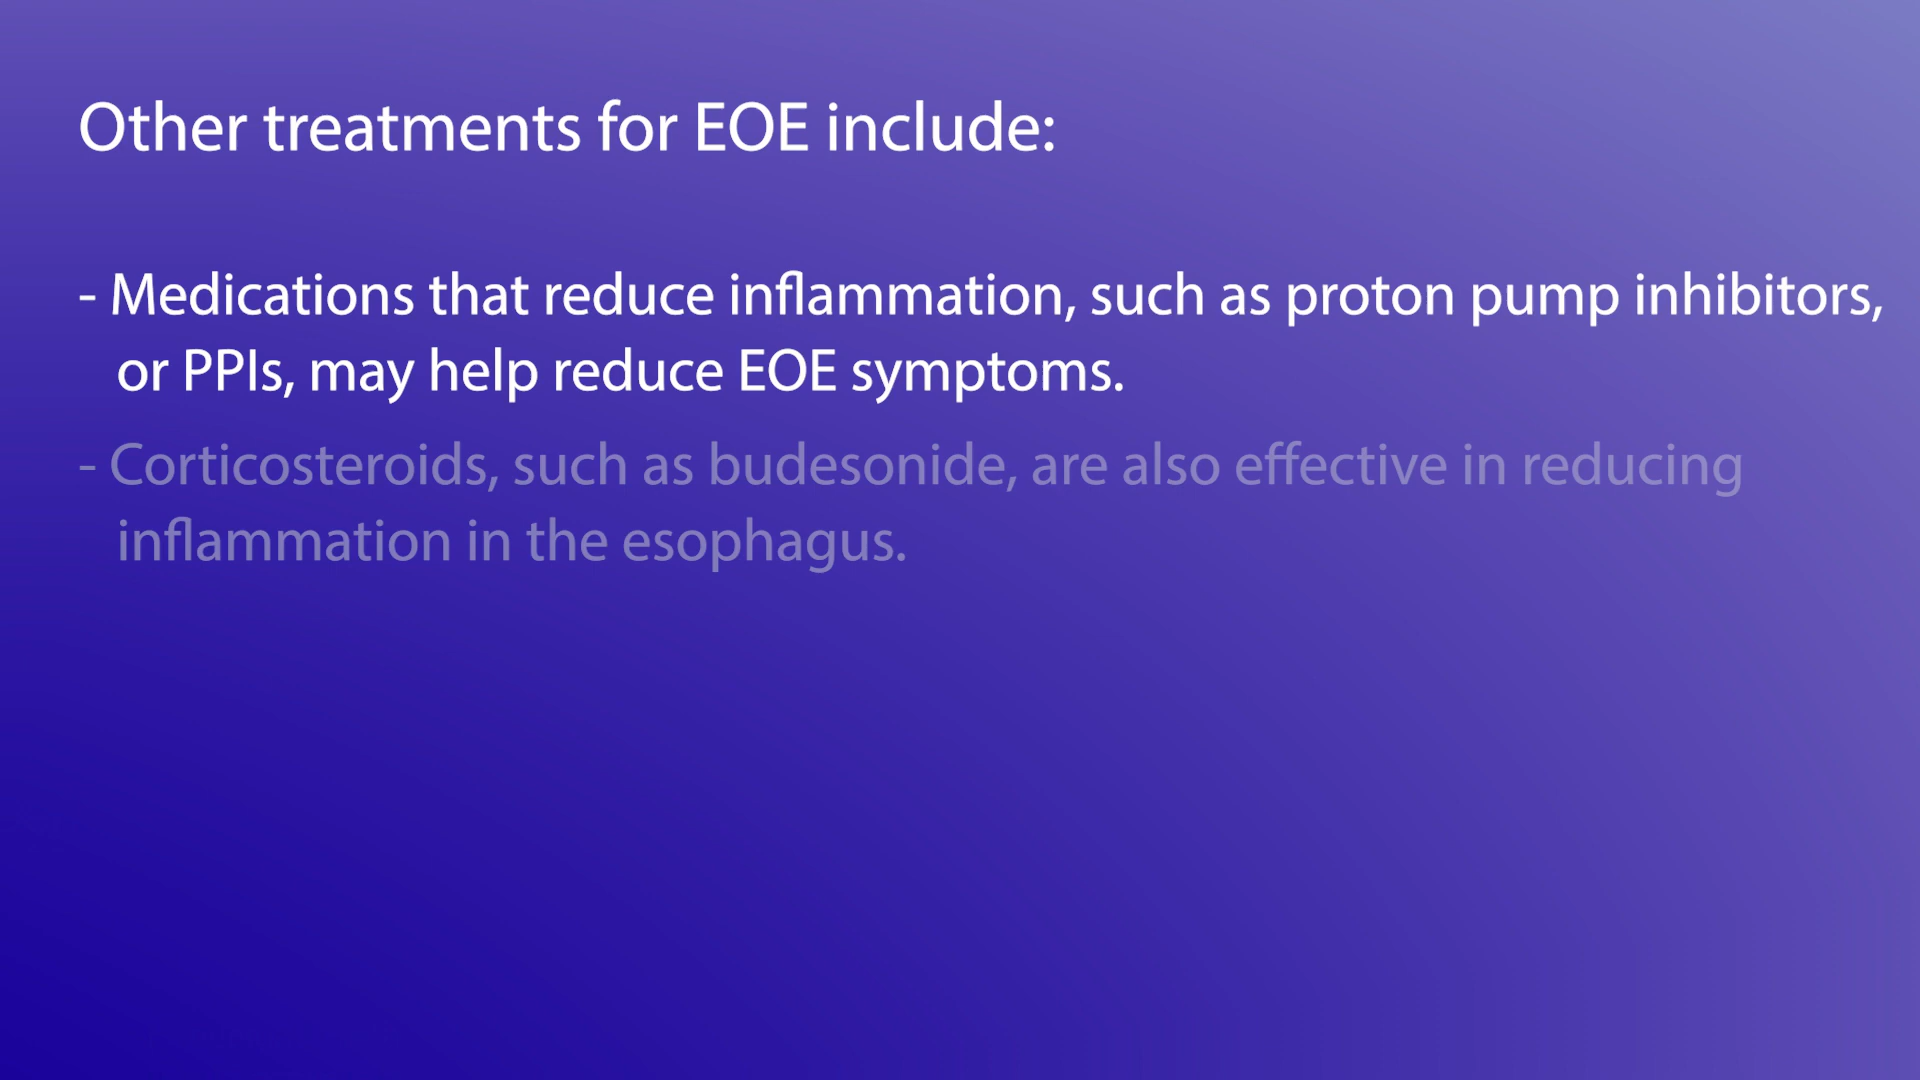 Other treatments for EOE include:
- Medications that reduce inflammation, such as proton pump inhibitors,
or PPIs, may help reduce EOE symptoms.
- Corticosteroids, such as budesonide, are also effective in reducing
inflammation in the esophagus.